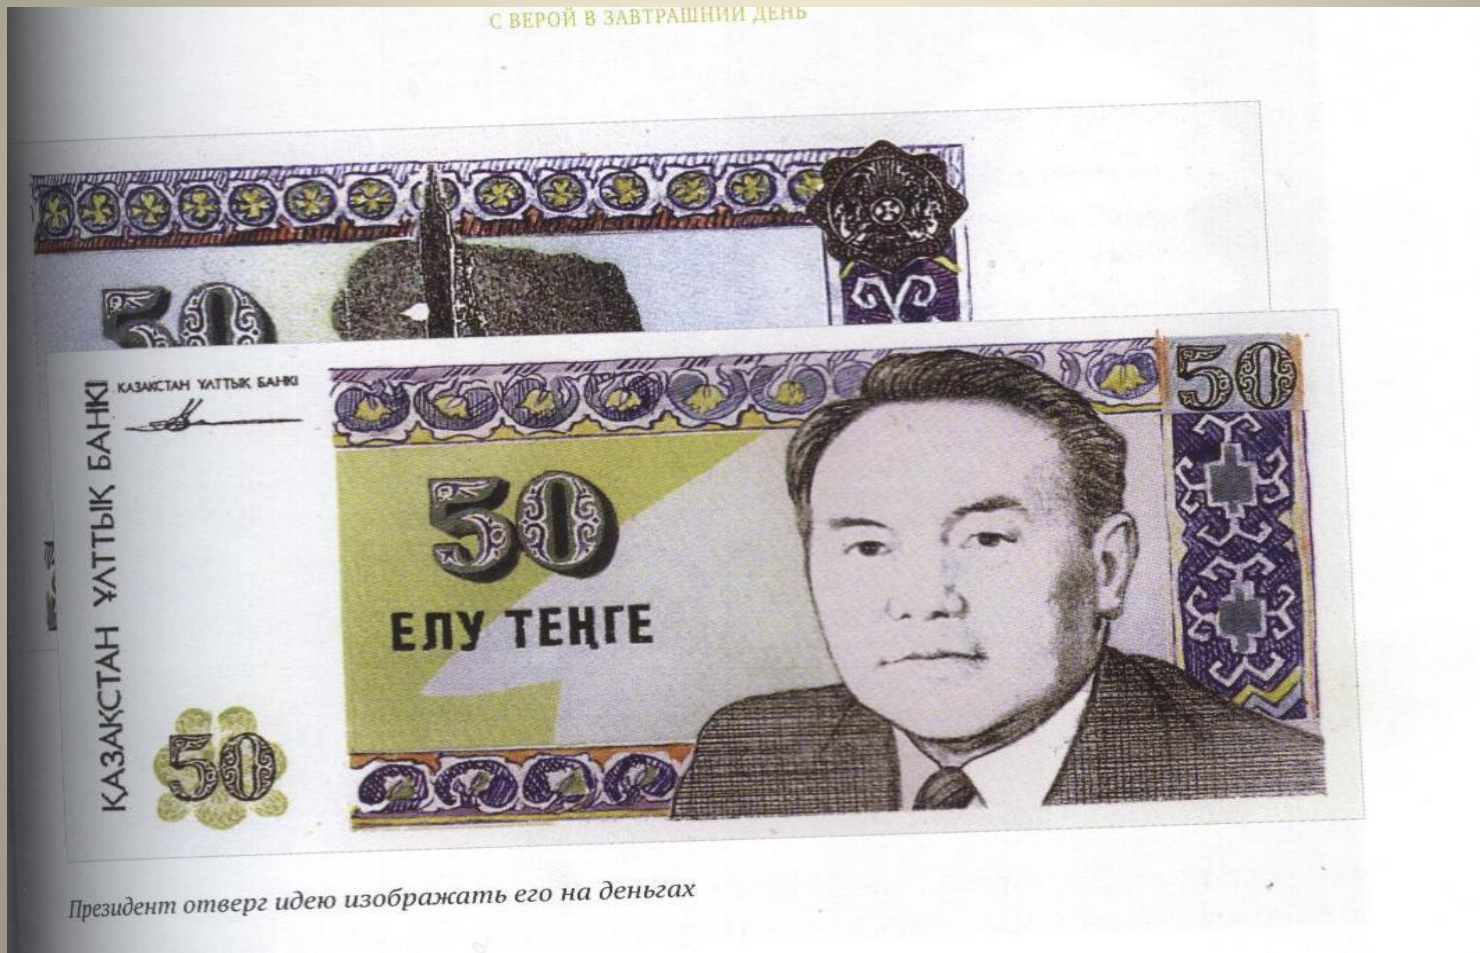 С ВЕРОЙ В ЗАВТРАШНИЙ ДЕНЬ
50
ҚАЗАҚСТАН ҰЛТТЫҚ БАНКІ
ҚАЗАҚСТАН ҰЛТТЫҚ БАНКІ
50
50
ЕЛУ ТЕҢГЕ
50
Президент отверг идею изображать его на деньгах